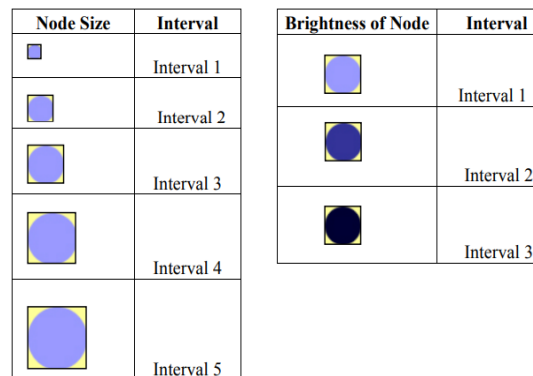 Node Size Interval
Interval 1
Interval 2
Interval 3
Interval 4
Interval 5
Brightness of Node Interval
Interval 1
Interval 2
Interval 3